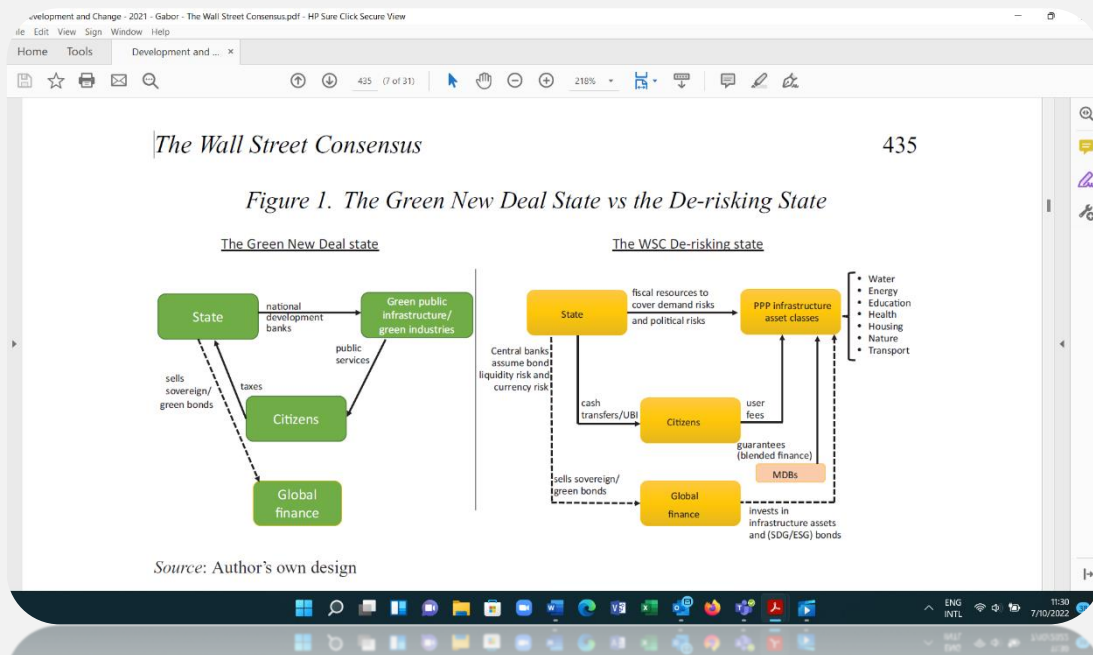 Development and Change - 2021 - Gabor - The Wall Street Consensus.pdf - HP Sure Click Secure View
File Edit View Sign Window Help
Home Tools Development and ... ×
435 (7 of 31) 218%
The Wall Street Consensus 435
Figure 1. The Green New Deal State vs the De-risking State
The Green New Deal state
State
national
development
banks
Green public
infrastructure/
green industries
public
services
sells
sovereign/
green bonds
taxes
Citizens
Global
finance
The WSC De-risking state
State
fiscal resources to
cover demand risks
and political risks
PPP infrastructure
asset classes
• Water
• Energy
• Education
• Health
• Housing
• Nature
• Transport
Central banks
assume bond
liquidity risk and
currency risk
cash
transfers/UBI
Citizens
user
fees
guarantees
(blended finance)
MDBs
sells sovereign/
green bonds
Global
finance
invests in
infrastructure assets
and (SDG/ESG) bonds
Source: Author's own design
ENG
INTL
11:30
7/10/2022